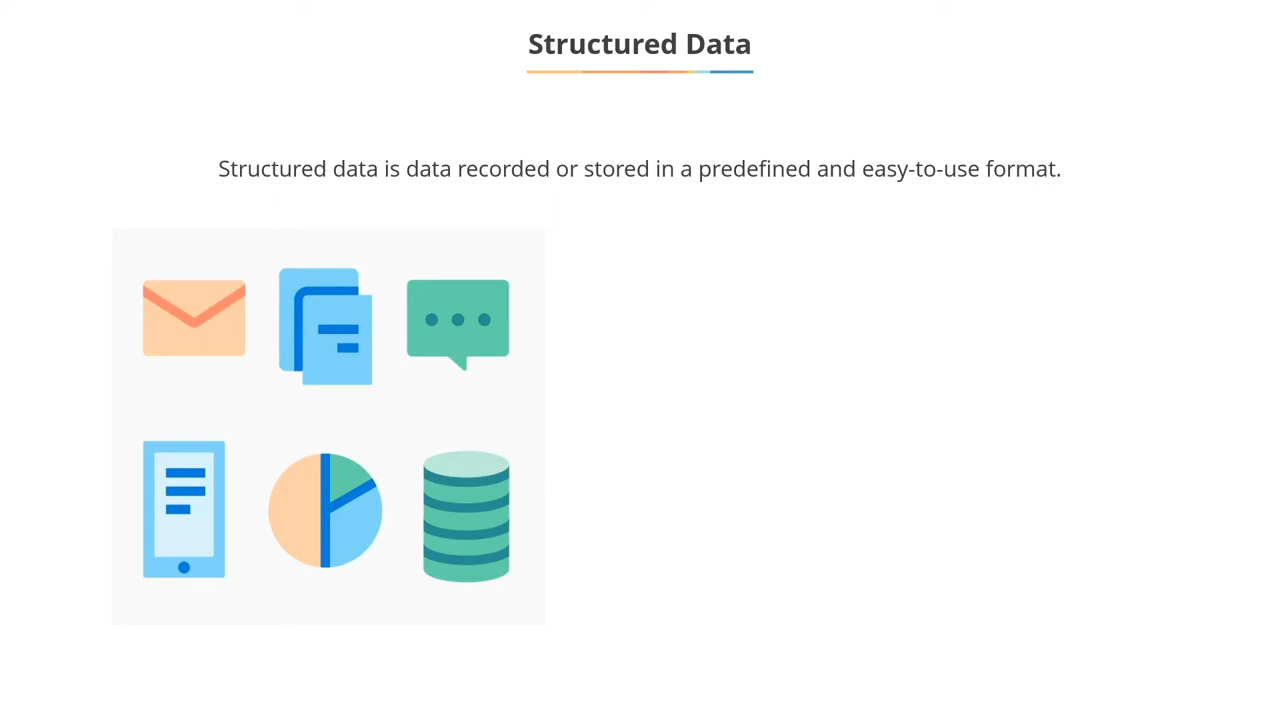 Structured Data
Structured data is data recorded or stored in a predefined and easy-to-use format.